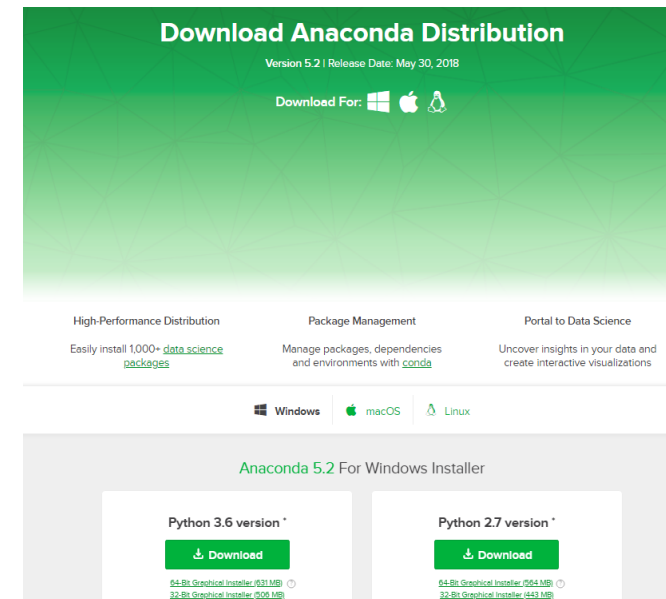 Download Anaconda Distribution
Version 5.2 | Release Date: May 30, 2018
Download For:
High-Performance Distribution
Easily install 1,000+ data science
packages
Package Management
Manage packages, dependencies
and environments with conda
Portal to Data Science
Uncover insights in your data and
create interactive visualizations
Windows
macOS
Linux
Anaconda 5.2 For Windows Installer
Python 3.6 version *
Download
64-Bit Graphical Installer (631 MB) ?
32-Bit Graphical Installer (506 MB)
Python 2.7 version *
Download
64-Bit Graphical Installer (564 MB) ?
32-Bit Graphical Installer (443 MB)